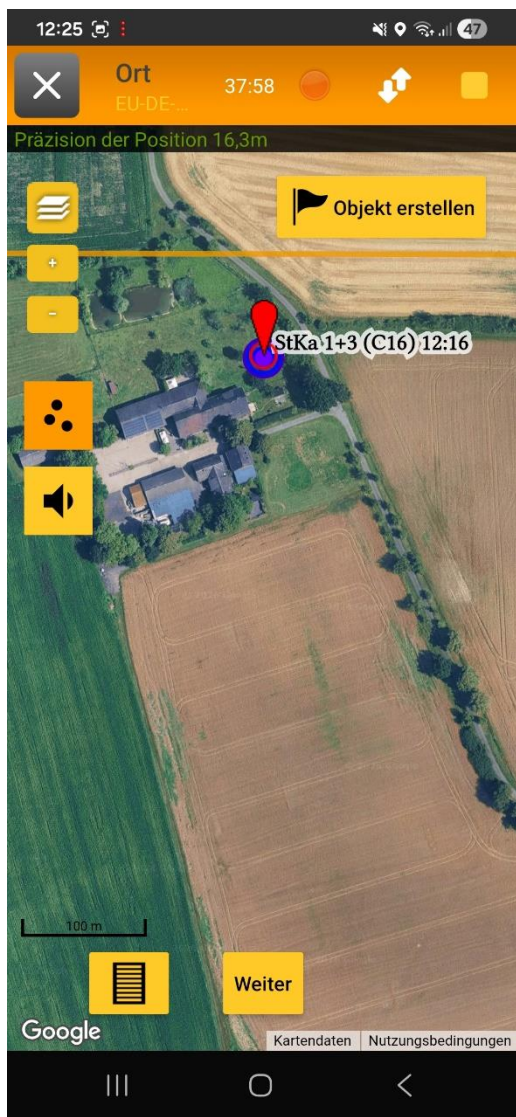 12:25
47
Ort
EU-DE-...
37:58
Präzision der Position 16,3m
Objekt erstellen
+
StKa 1+3 (C16) 12:16
-
100 m
Weiter
Google
Kartendaten
Nutzungsbedingungen